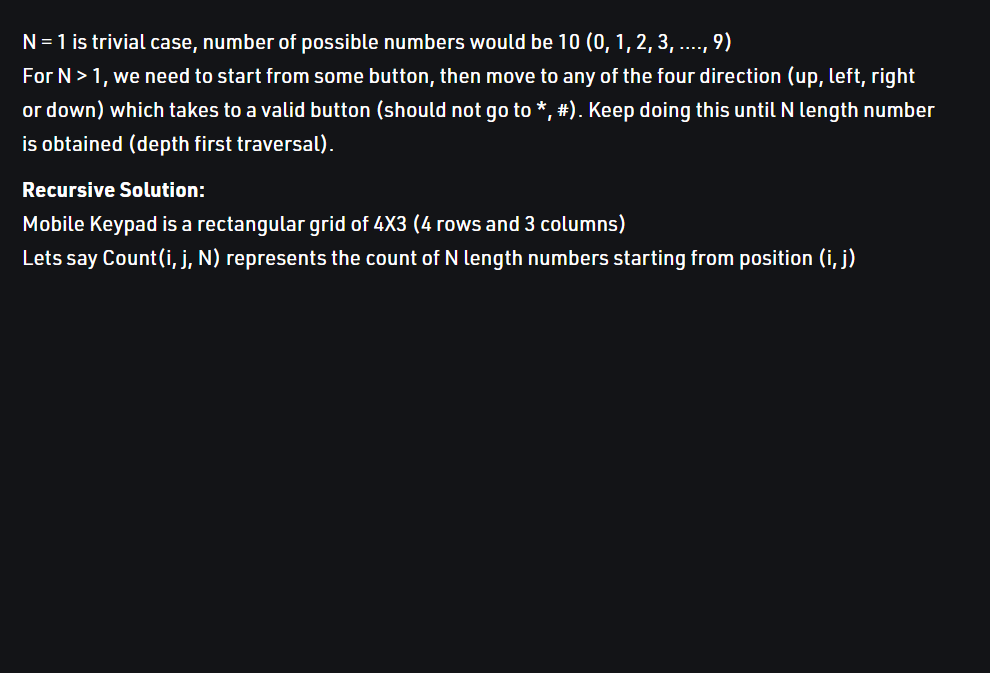 N = 1 is trivial case, number of possible numbers would be 10 (0, 1, 2, 3, ...., 9)
For N > 1, we need to start from some button, then move to any of the four direction (up, left, right
or down) which takes to a valid button (should not go to *, #). Keep doing this until N length number
is obtained (depth first traversal).
Recursive Solution:
Mobile Keypad is a rectangular grid of 4X3 (4 rows and 3 columns)
Lets say Count(i, j, N) represents the count of N length numbers starting from position (i, j)